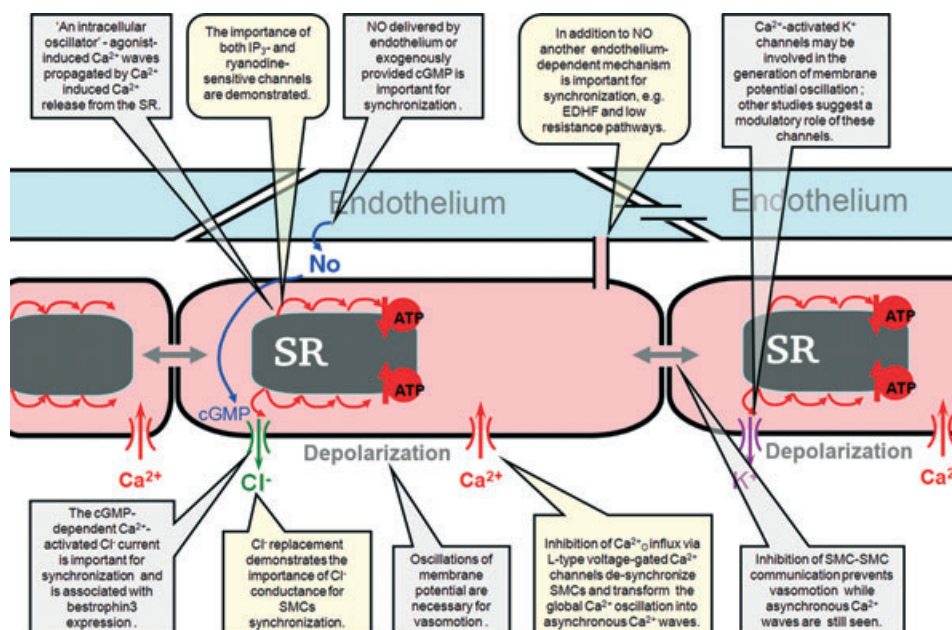 'An intracellular
oscillator' - agonist-
induced Ca²⁺ waves
propagated by Ca²⁺
induced Ca²⁺
release from the SR.
The importance of
both IP₃- and
ryanodine-
sensitive channels
are demonstrated.
NO delivered by
endothelium or
exogenously
provided cGMP is
important for
synchronization .
In addition to NO
another endothelium-
dependent mechanism
is important for
synchronization, e.g.
EDHF and low
resistance pathways.
Ca²⁺-activated K⁺
channels may be
involved in the
generation of membrane
potential oscillation ;
other studies suggest a
modulatory role of these
channels.
Endothelium
Endothelium
No
SR
ATP
ATP
cGMP
SR
ATP
ATP
Depolarization
Depolarization
Ca²⁺
Cl⁻
Ca²⁺
K⁺
Ca²
The cGMP-
dependent Ca²⁺-
activated Cl⁻ current
is important for
synchronization and
is associated with
bestrophin3
expression .
Cl⁻ replacement
demonstrates the
importance of Cl⁻
conductance for
SMCs
synchronization.
Oscillations of
membrane
potential are
necessary for
vasomotion .
Inhibition of Ca²⁺₀ influx via
L-type voltage-gated Ca²⁺
channels de-synchronize
SMCs and transform the
global Ca²⁺ oscillation into
asynchronous Ca²⁺ waves.
Inhibition of SMC-SMC
communication prevents
vasomotion while
asynchronous Ca²⁺
waves are still seen.